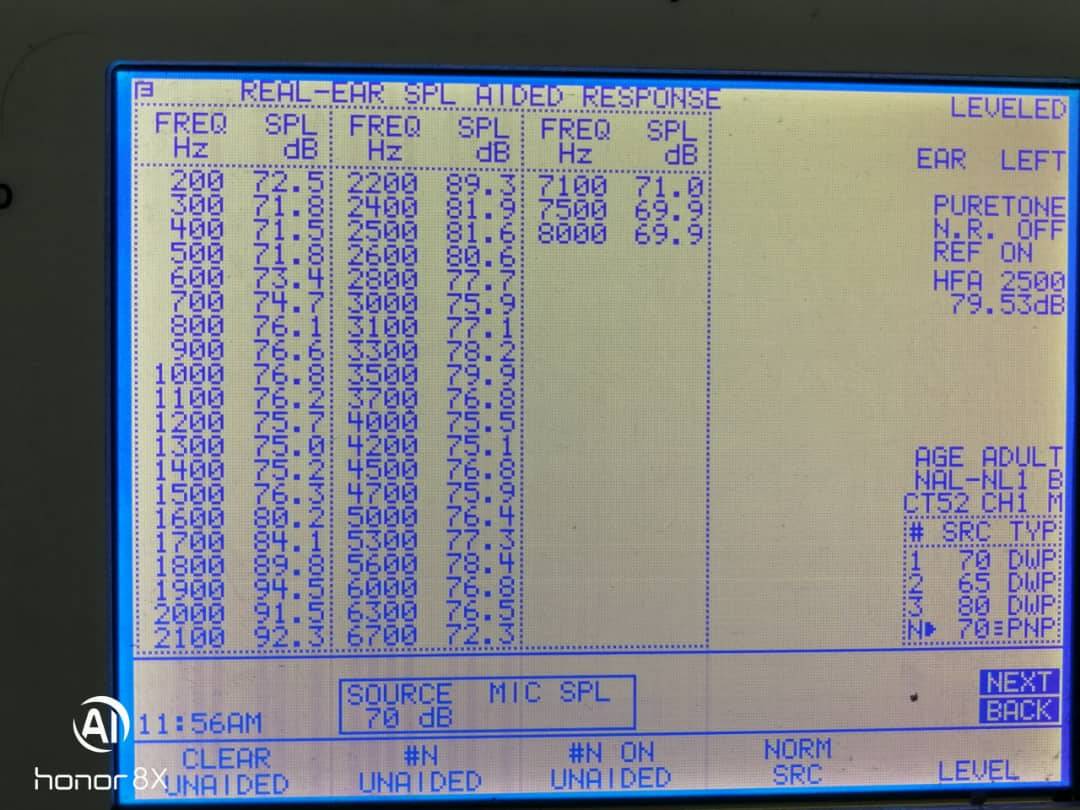 REAL-EAR SPL AIDED RESPONSE
LEVELED
FREQ SPL FREQ SPL FREQ SPL
Hz dB Hz dB Hz dB
EAR LEFT
200 72.5 2200 89.3 7100 71.0
300 71.8 2400 81.9 7500 69.9
400 71.5 2500 81.6 8000 69.9
500 71.8 2600 80.6
600 73.4 2800 77.7
700 74.7 3000 75.9
800 76.1 3100 77.1
900 76.6 3300 78.2
1000 76.8 3500 79.9
1100 76.2 3700 76.8
1200 75.7 4000 75.5
1300 75.0 4200 75.1
1400 75.2 4500 76.8
1500 76.3 4700 75.9
1600 80.2 5000 76.4
1700 84.1 5300 77.3
1800 89.8 5600 78.4
1900 94.5 6000 76.8
2000 91.5 6300 76.5
2100 92.3 6700 72.3
PURETONE
N.R. OFF
REF ON
HFA 2500
79.53dB
AGE ADULT
NAL-NL1 B
CT52 CH1 M
# SRC TYP
1 70 DWP
2 65 DWP
3 80 DWP
N▶ 70≡PNP
NEXT
BACK
SOURCE MIC SPL
70 dB
11:56AM
CLEAR UNAIDED
#N UNAIDED
#N ON UNAIDED
NORM SRC
LEVEL
AI
honor 8X